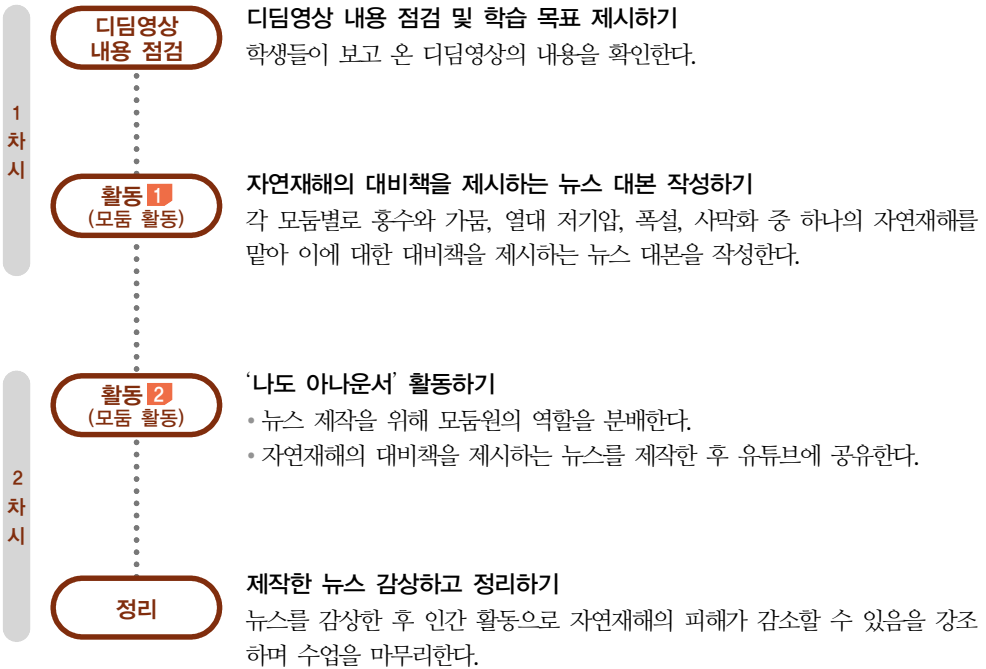 1
차
시
디딤영상
내용 점검
디딤영상 내용 점검 및 학습 목표 제시하기
학생들이 보고 온 디딤영상의 내용을 확인한다.
활동 1
(모둠 활동)
자연재해의 대비책을 제시하는 뉴스 대본 작성하기
각 모둠별로 홍수와 가뭄, 열대 저기압, 폭설, 사막화 중 하나의 자연재해를
맡아 이에 대한 대비책을 제시하는 뉴스 대본을 작성한다.
2
차
시
활동 2
(모둠 활동)
‘나도 아나운서’ 활동하기
• 뉴스 제작을 위해 모둠원의 역할을 분배한다.
• 자연재해의 대비책을 제시하는 뉴스를 제작한 후 유튜브에 공유한다.
정리
제작한 뉴스 감상하고 정리하기
뉴스를 감상한 후 인간 활동으로 자연재해의 피해가 감소할 수 있음을 강조
하며 수업을 마무리한다.